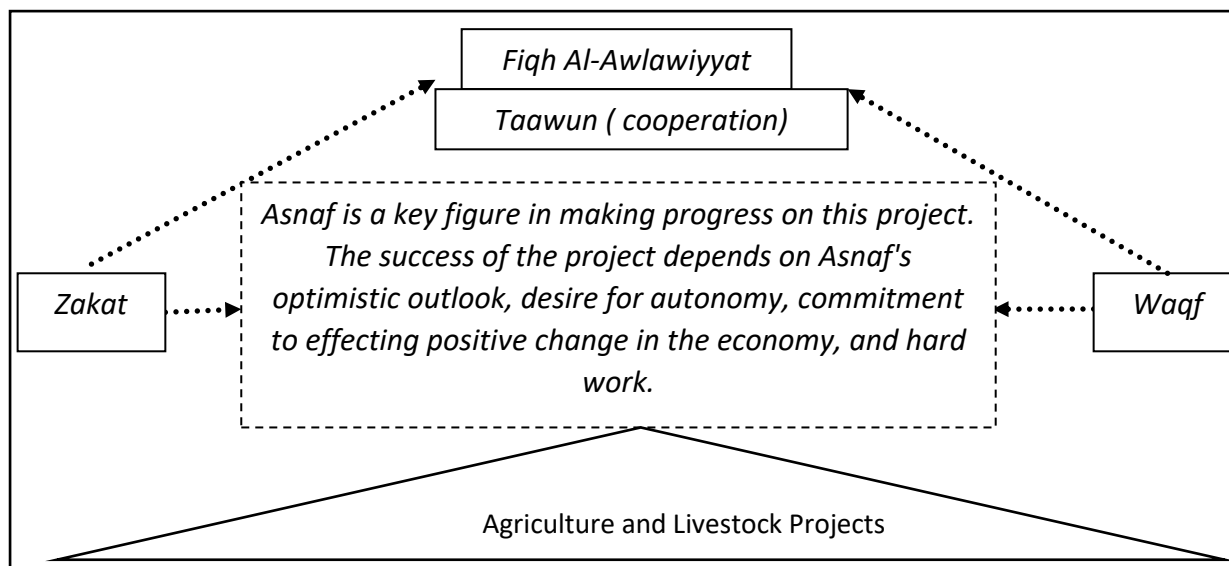 Fiqh Al-Awlawiyyat
Taawun ( cooperation)
Asnaf is a key figure in making progress on this project.
The success of the project depends on Asnaf's
optimistic outlook, desire for autonomy, commitment
to effecting positive change in the economy, and hard
work.
Zakat
Waqf
Agriculture and Livestock Projects